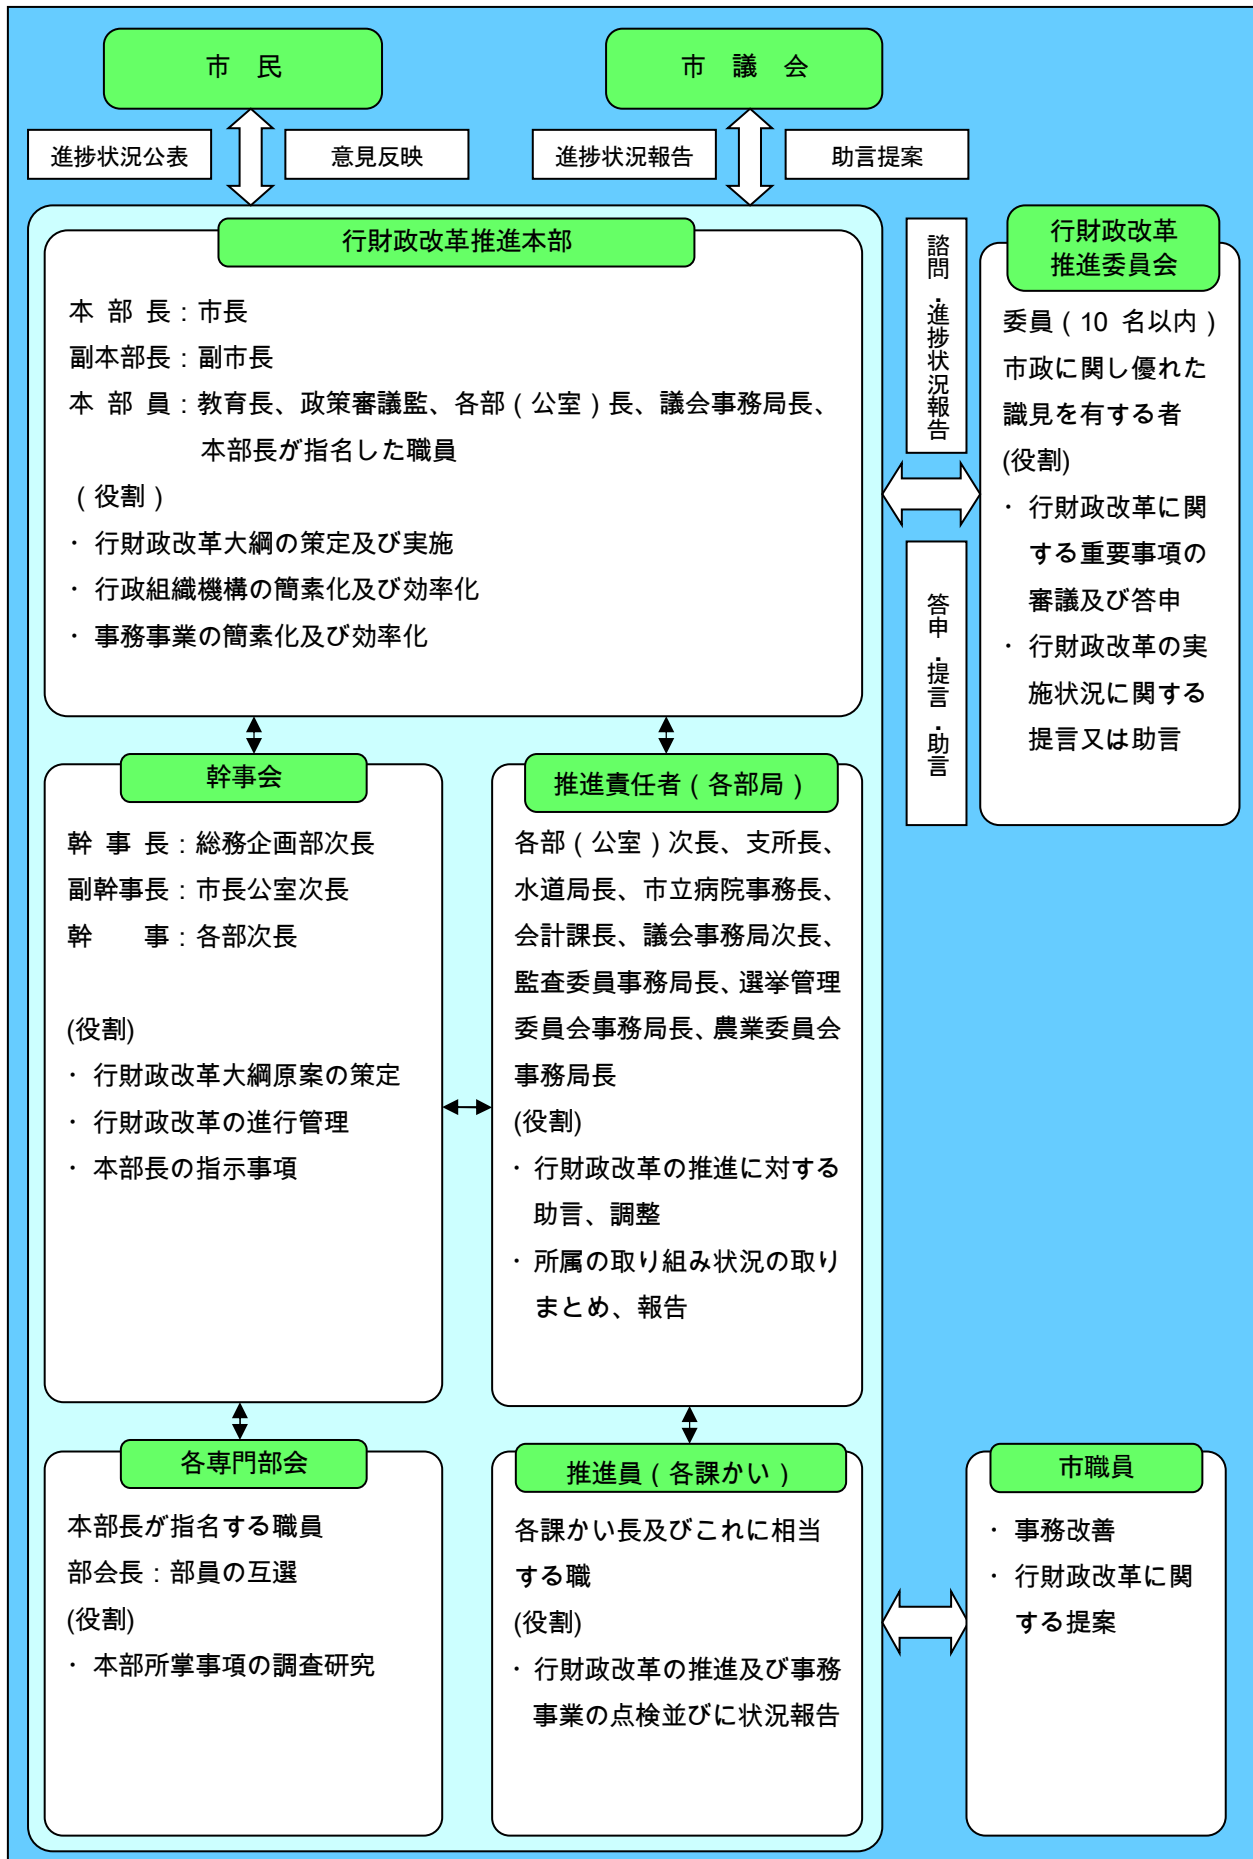 市　民
市　議　会
進捗状況公表
意見反映
進捗状況報告
助言提案
行財政改革推進本部
本 部 長：市長
副本部長：副市長
本 部 員：教育長、政策審議監、各部（公室）長、議会事務局長、
本部長が指名した職員
（役割）
・ 行財政改革大綱の策定及び実施
・ 行政組織機構の簡素化及び効率化
・ 事務事業の簡素化及び効率化
諮問・進捗状況報告
答申・提言・助言
行財政改革
推進委員会
委員（10 名以内）
市政に関し優れた
識見を有する者
(役割)
・ 行財政改革に関
する重要事項の
審議及び答申
・ 行財政改革の実
施状況に関する
提言又は助言
幹事会
幹 事 長：総務企画部次長
副幹事長：市長公室次長
幹　　事：各部次長
(役割)
・ 行財政改革大綱原案の策定
・ 行財政改革の進行管理
・ 本部長の指示事項
推進責任者（各部局）
各部（公室）次長、支所長、
水道局長、市立病院事務長、
会計課長、議会事務局次長、
監査委員事務局長、選挙管理
委員会事務局長、農業委員会
事務局長
(役割)
・ 行財政改革の推進に対する
助言、調整
・ 所属の取り組み状況の取り
まとめ、報告
各専門部会
本部長が指名する職員
部会長：部員の互選
(役割)
・ 本部所掌事項の調査研究
推進員（各課かい）
各課かい長及びこれに相当
する職
(役割)
・ 行財政改革の推進及び事務
事業の点検並びに状況報告
市職員
・ 事務改善
・ 行財政改革に関
する提案